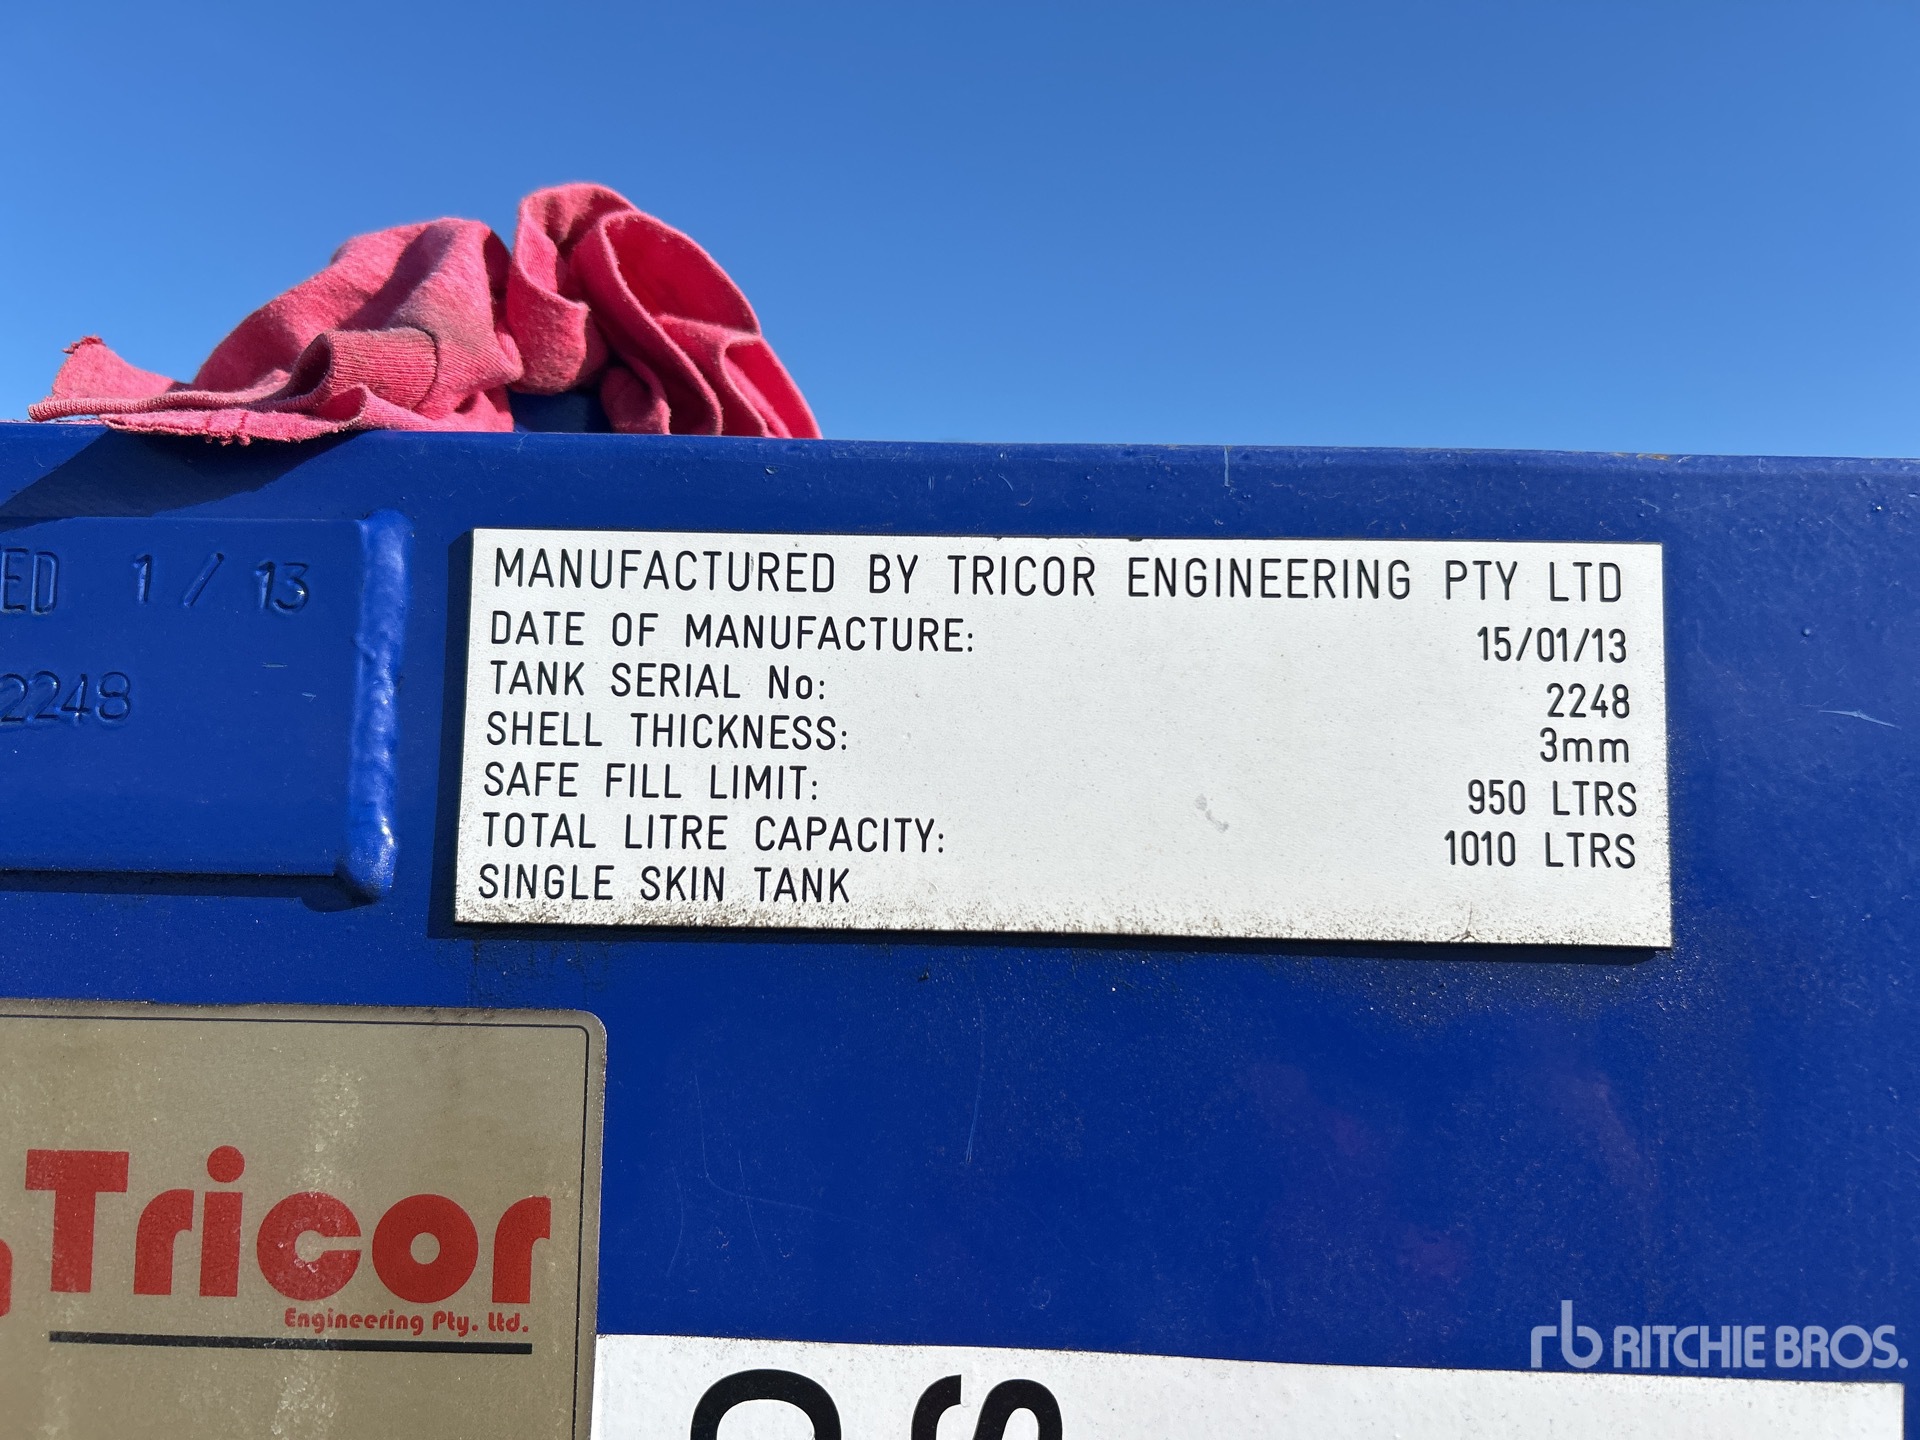 1 / 13
2248
MANUFACTURED BY TRICOR ENGINEERING PTY LTD
DATE OF MANUFACTURE: 15/01/13
TANK SERIAL No: 2248
SHELL THICKNESS: 3mm
SAFE FILL LIMIT: 950 LTRS
TOTAL LITRE CAPACITY: 1010 LTRS
SINGLE SKIN TANK
Tricor
Engineering Pty. Ltd.
rb RITCHIE BROS.